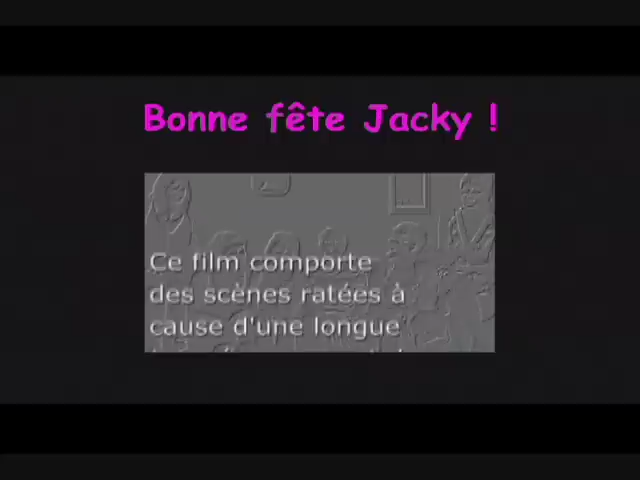 Bonne fête Jacky !
Ce film comporte
des scènes ratées à
cause d'une longue